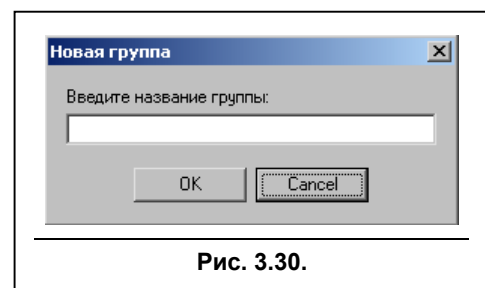 Новая группа
Введите название группы:
OK
Cancel
Рис. 3.30.